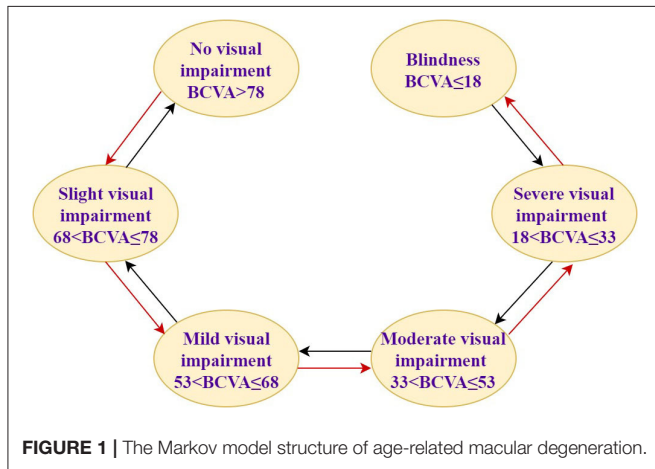 No visual
impairment
BCVA>78
Blindness
BCVA≤18
Slight visual
impairment
68<BCVA≤78
Severe visual
impairment
18<BCVA≤33
Mild visual
impairment
53<BCVA≤68
Moderate visual
impairment
33<BCVA≤53
FIGURE 1 | The Markov model structure of age-related macular degeneration.